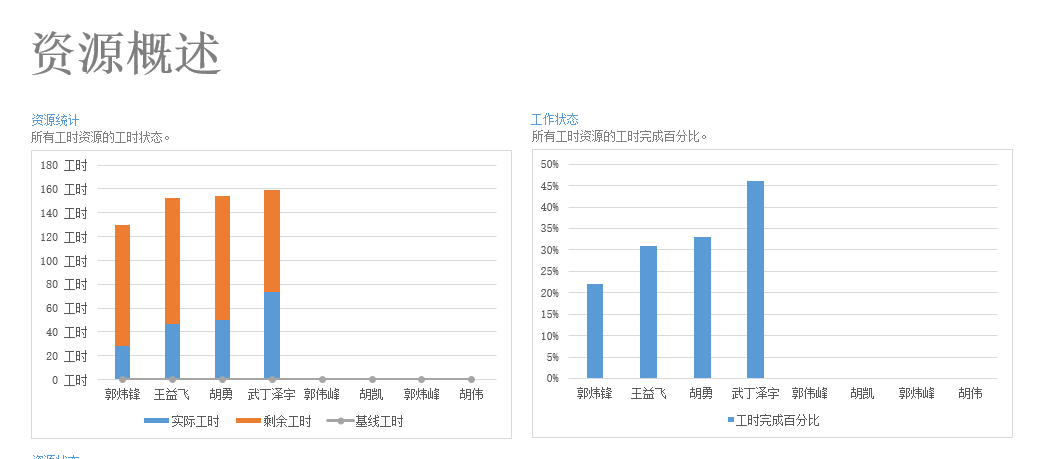 资源概述
资源统计
所有工时资源的工时状态。
180 工时
160 工时
140 工时
120 工时
100 工时
80 工时
60 工时
40 工时
20 工时
0 工时
郭炜锋 王益飞 胡勇 武丁泽宇 郭伟峰 胡凯 郭炜峰 胡伟
实际工时 剩余工时 基线工时
工作状态
所有工时资源的工时完成百分比。
50%
45%
40%
35%
30%
25%
20%
15%
10%
5%
0%
郭炜锋 王益飞 胡勇 武丁泽宇 郭伟峰 胡凯 郭炜峰 胡伟
工时完成百分比
资源状态